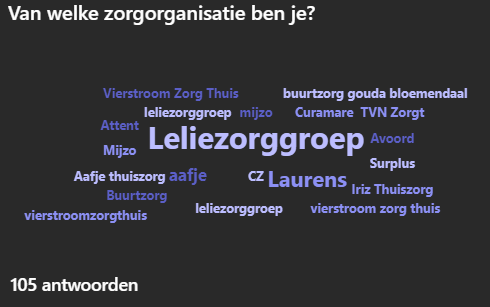 Van welke zorgorganisatie ben je?
Vierstroom Zorg Thuis
buurtzorg gouda bloemendaal
leliezorggroep
mijzo
Curamare
TVN Zorgt
Attent
Leliezorggroep
Avoord
Mijzo
Surplus
Aafje thuiszorg
aafje
CZ
Laurens
Iriz Thuiszorg
Buurtzorg
vierstroomzorgthuis
leliezorggeep
vierstroom zorg thuis
105 antwoorden